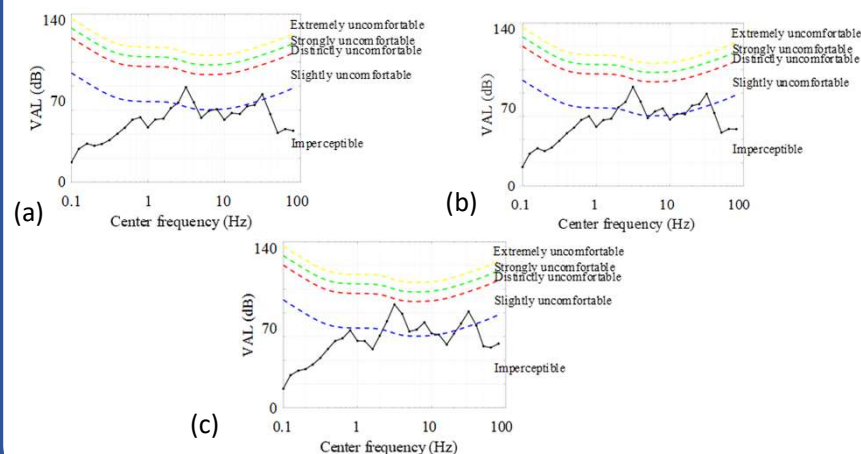 140
Extremely uncomfortable
Strongly uncomfortable
Distinctly uncomfortable
Slightly uncomfortable
70
VAL (dB)
Imperceptible
0
0.1
1
10
100
Center frequency (Hz)
(a)
140
Extremely uncomfortable
Strongly uncomfortable
Distinctly uncomfortable
Slightly uncomfortable
70
VAL (dB)
Imperceptible
0
0.1
1
10
100
Center frequency (Hz)
(b)
140
Extremely uncomfortable
Strongly uncomfortable
Distinctly uncomfortable
Slightly uncomfortable
70
VAL (dB)
Imperceptible
0
0.1
1
10
100
Center frequency (Hz)
(c)